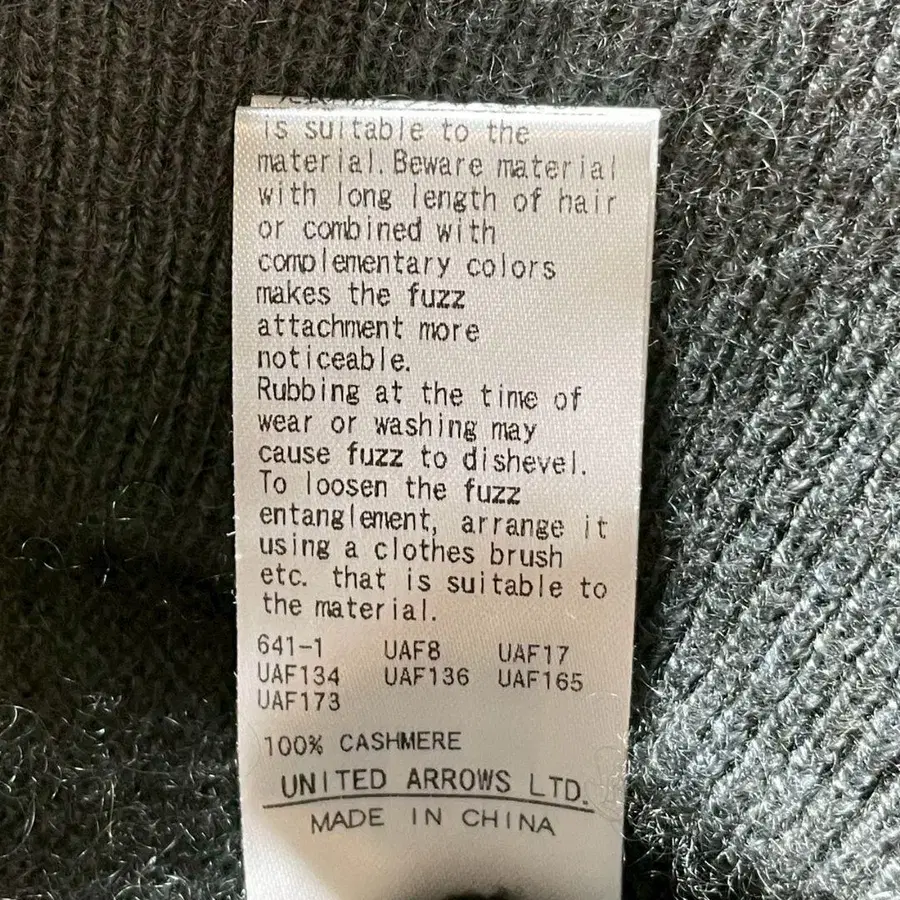 is suitable to the
material. Beware material
with long length of hair
or combined with
complementary colors
makes the fuzz
attachment more
noticeable.
Rubbing at the time of
wear or washing may
cause fuzz to dishevel.
To loosen the fuzz
entanglement, arrange it
using a clothes brush
etc. that is suitable to
the material.
641-1 UAF8 UAF17
UAF134 UAF136 UAF165
UAF173
100% CASHMERE
UNITED ARROWS LTD.
MADE IN CHINA